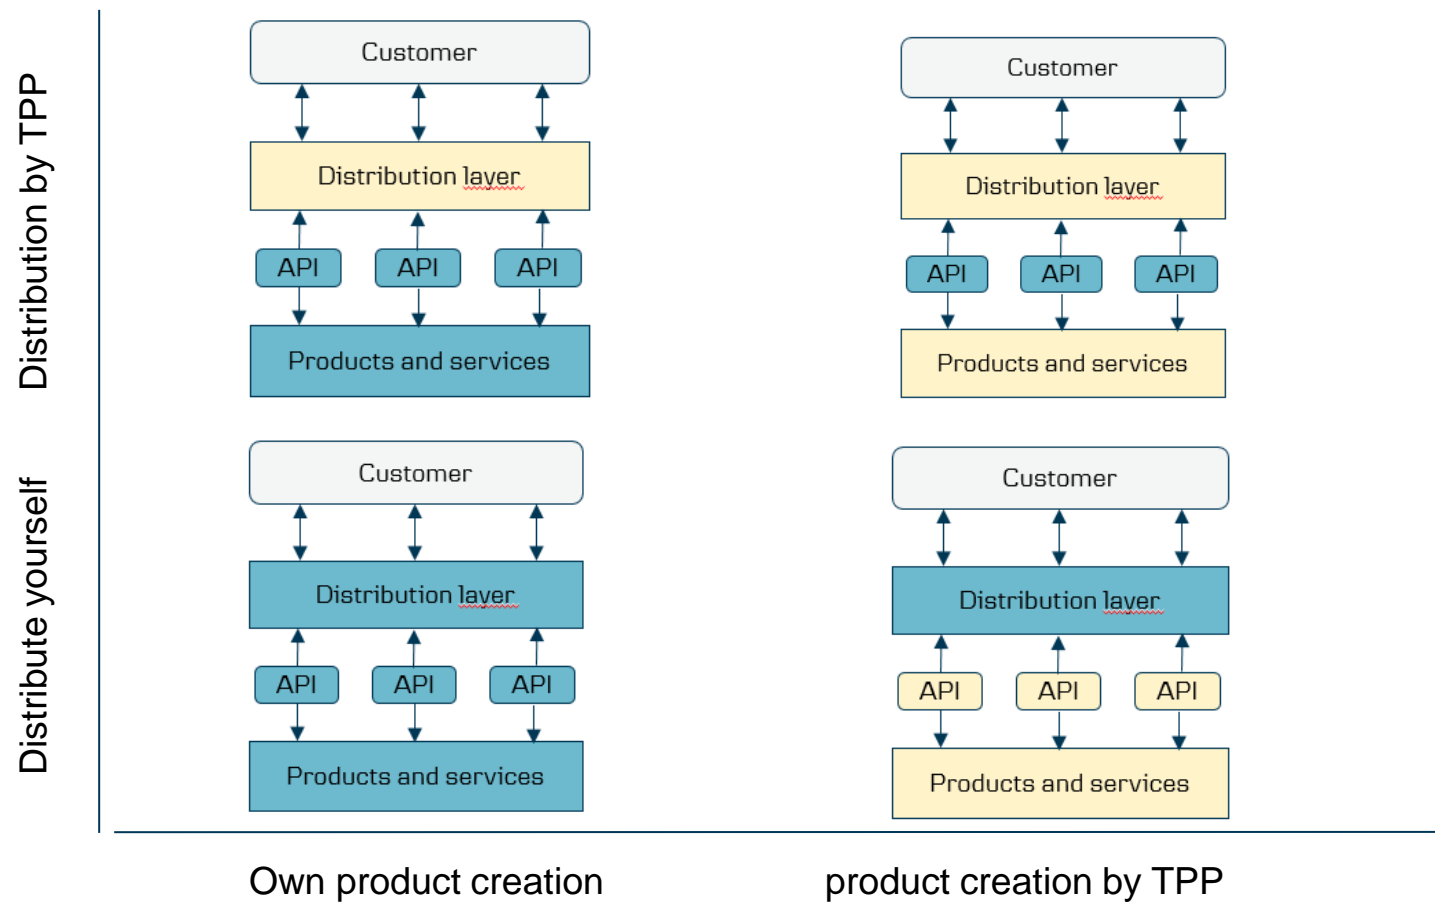 Distribution by TPP
Customer
Distribution layer
API API API
Products and services
Customer
Distribution layer
API API API
Products and services
Distribute yourself
Customer
Distribution layer
API API API
Products and services
Customer
Distribution layer
API API API
Products and services
Own product creation
product creation by TPP